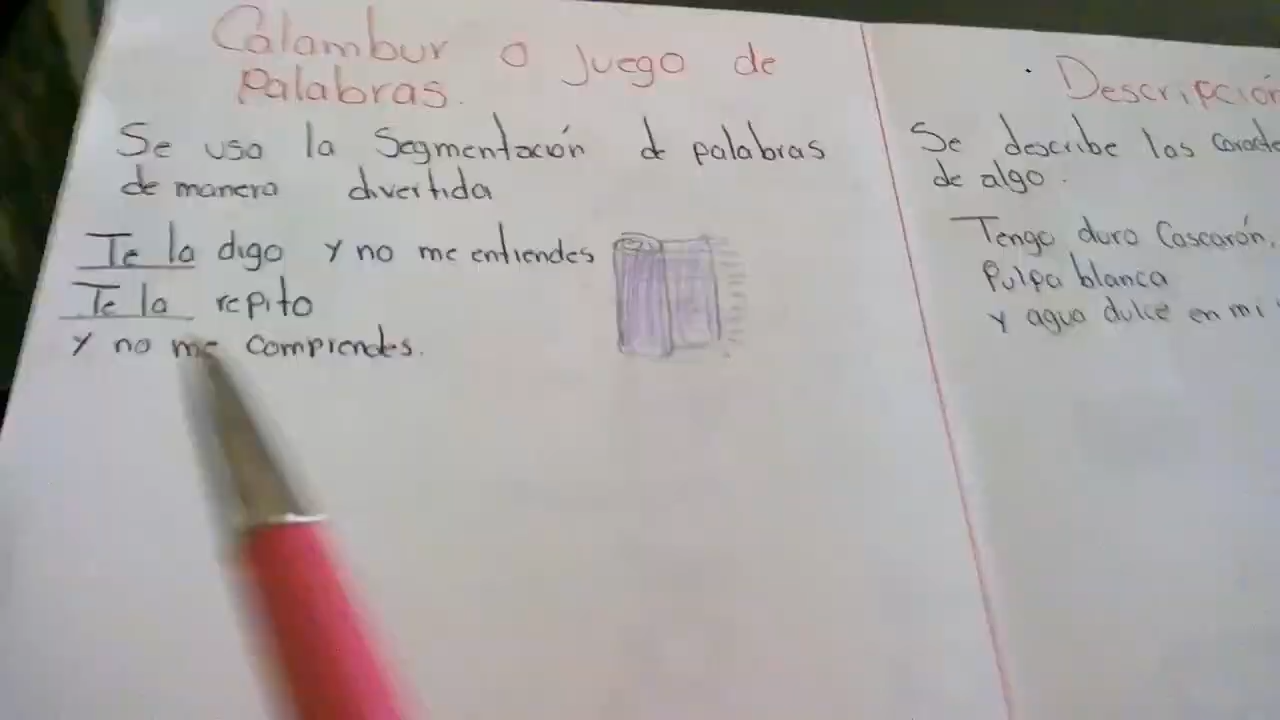 Calambur o juego de
Palabras.
Se usa la segmentación d palabras
de manera divertida
Te la digo y no me entiendes
Te la repito
y no me compriendes.
Descripción
Se describe las caracte
de algo.
Tengo duro Cascarón,
Pulpa blanca
y agua dulce en mi